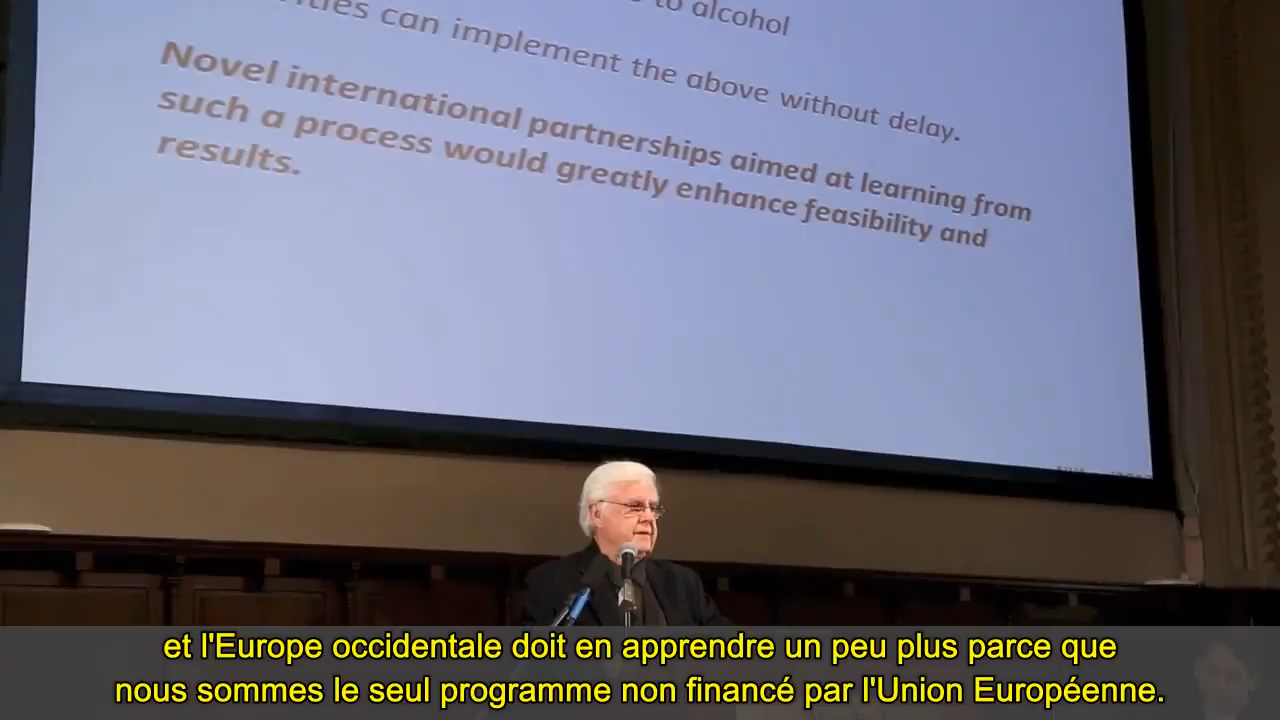 to alcohol
can implement the above without delay.
Novel international partnerships aimed at learning from
such a process would greatly enhance feasibility and
results.
et l'Europe occidentale doit en apprendre un peu plus parce que
nous sommes le seul programme non financé par l'Union Européenne.